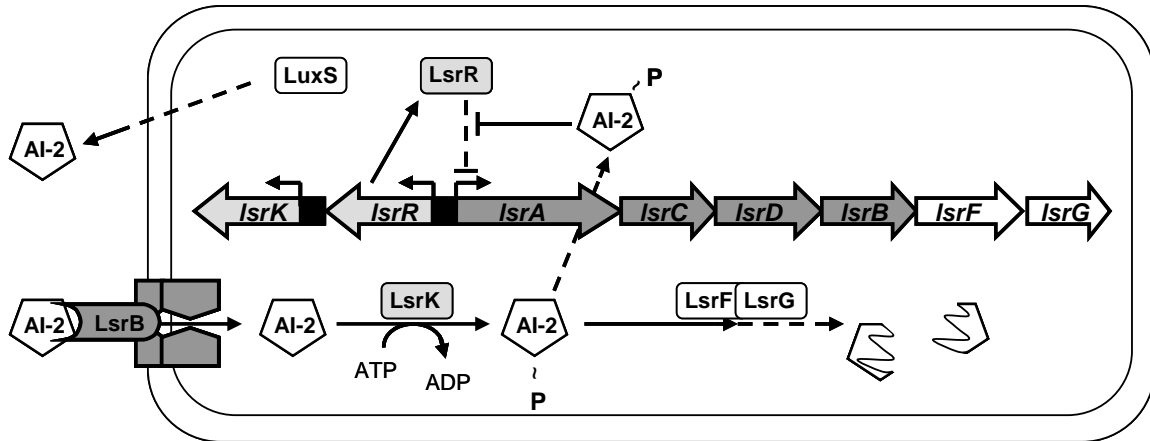 LuxS
LsrR
~ P
AI-2
AI-2
lsrK
lsrR
lsrA
lsrC
lsrD
lsrB
lsrF
lsrG
AI-2
LsrB
AI-2
LsrK
AI-2
LsrF
LsrG
ATP
ADP
~
P